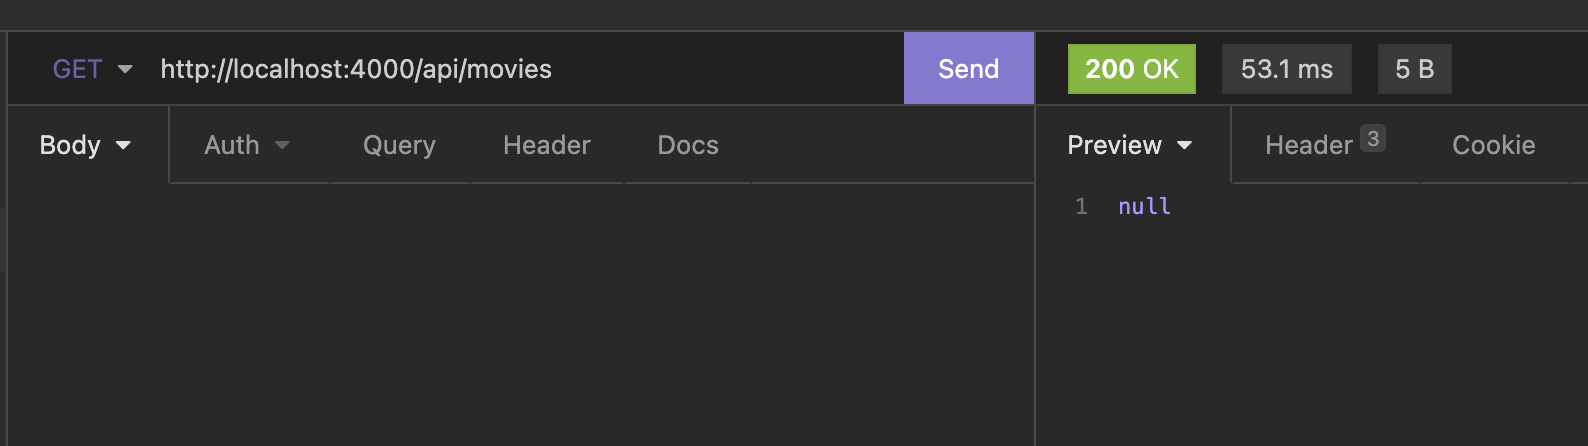 GET http://localhost:4000/api/movies Send 200 OK 53.1 ms 5 B
Body Auth Query Header Docs Preview Header 3 Cookie
1 null